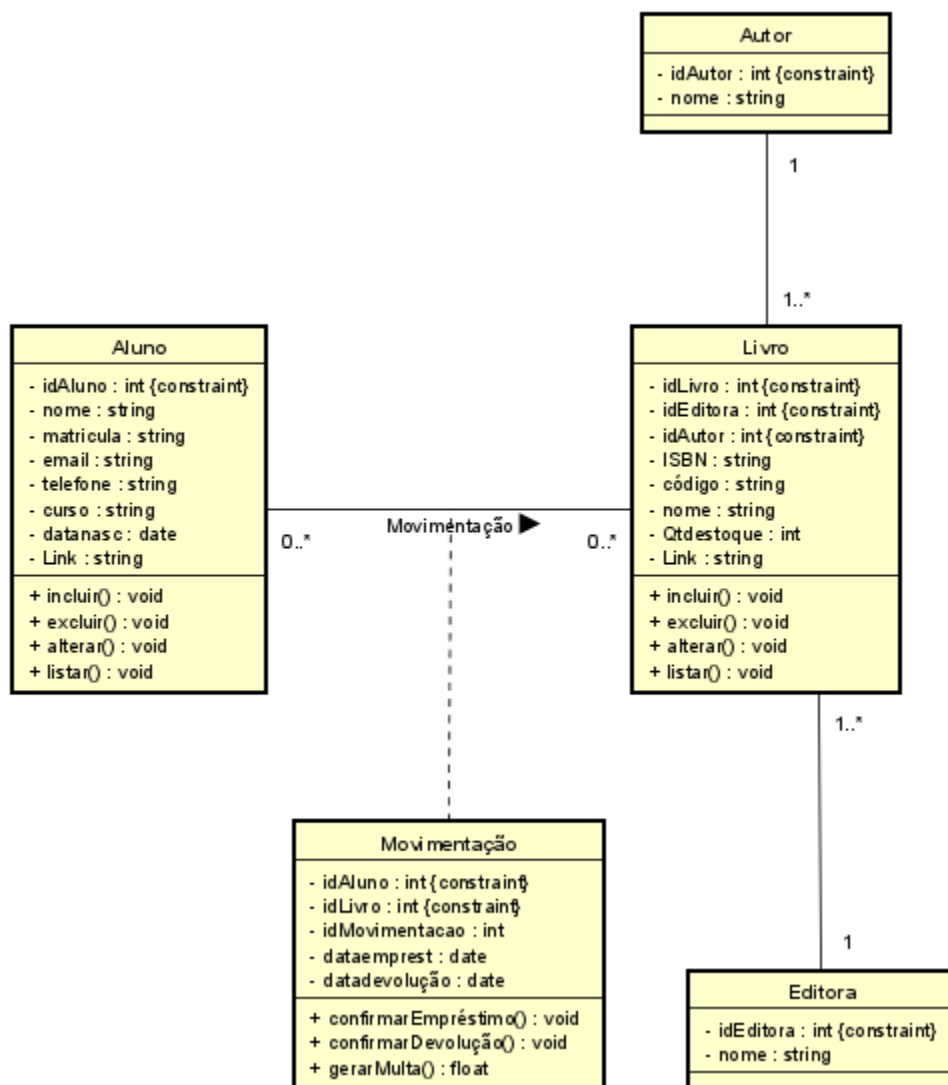 Autor
- idAutor : int {constraint}
- nome : string
1
1..*
Aluno
- idAluno : int {constraint}
- nome : string
- matricula : string
- email : string
- telefone : string
- curso : string
- datanasc : date
- Link : string
+ incluir() : void
+ excluir() : void
+ alterar() : void
+ listar() : void
0..*
Movimentação
0..*
Livro
- idLivro : int {constraint}
- idEditora : int {constraint}
- idAutor : int {constraint}
- ISBN : string
- código : string
- nome : string
- Qtdestoque : int
- Link : string
+ incluir() : void
+ excluir() : void
+ alterar() : void
+ listar() : void
1..*
1
Movimentação
- idAluno : int {constraint}
- idLivro : int {constraint}
- idMovimentacao : int
- dataemprest : date
- datadevolução : date
+ confirmarEmpréstimo() : void
+ confirmarDevolução() : void
+ gerarMulta() : float
Editora
- idEditora : int {constraint}
- nome : string